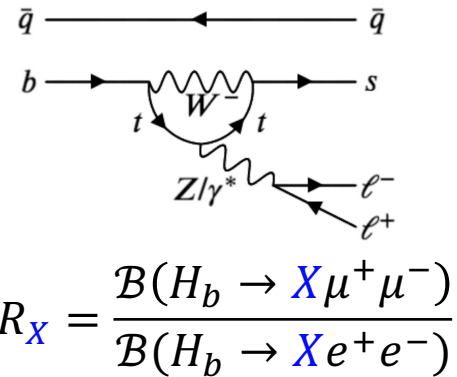 q̄ q̄
b W⁻ s
t t
Z/γ* ℓ⁻
ℓ⁺
R_X = ℬ(H_b → Xμ⁺μ⁻) / ℬ(H_b → Xe⁺e⁻)